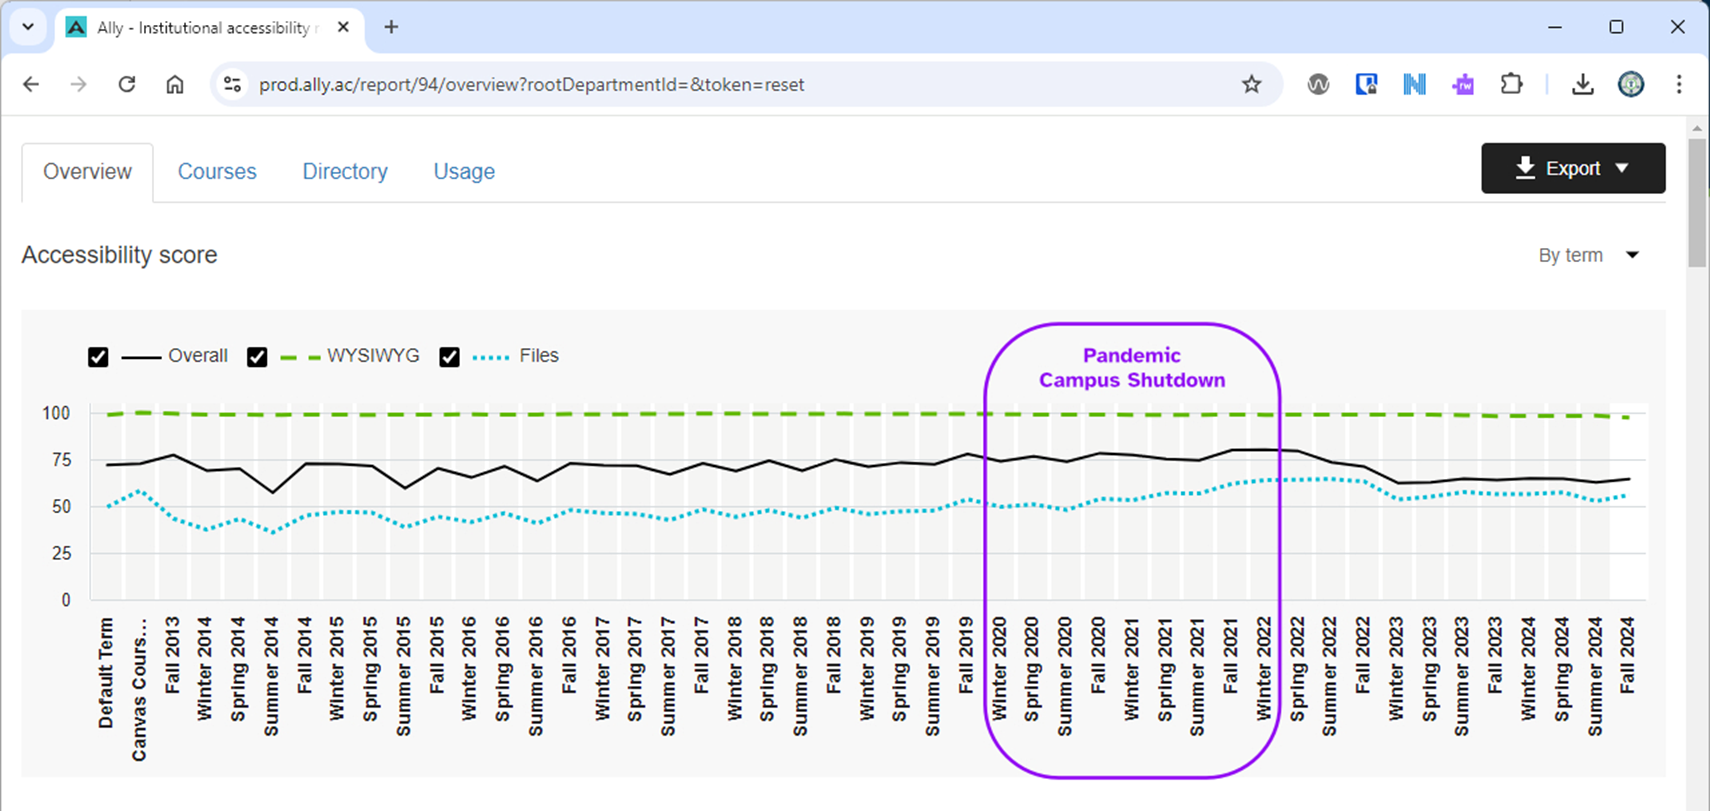 Ally - Institutional accessibility r
prod.ally.ac/report/94/overview?rootDepartmentId=&token=reset
Overview Courses Directory Usage Export
Accessibility score By term
Overall WYSIWYG Files
Pandemic
Campus Shutdown
100
75
50
25
0
Default Term
Canvas Cours...
Fall 2013
Winter 2014
Spring 2014
Summer 2014
Fall 2014
Winter 2015
Spring 2015
Summer 2015
Fall 2015
Winter 2016
Spring 2016
Summer 2016
Fall 2016
Winter 2017
Spring 2017
Summer 2017
Fall 2017
Winter 2018
Spring 2018
Summer 2018
Fall 2018
Winter 2019
Spring 2019
Summer 2019
Fall 2019
Winter 2020
Spring 2020
Summer 2020
Fall 2020
Winter 2021
Spring 2021
Summer 2021
Fall 2021
Winter 2022
Spring 2022
Summer 2022
Fall 2022
Winter 2023
Spring 2023
Summer 2023
Fall 2023
Winter 2024
Spring 2024
Summer 2024
Fall 2024